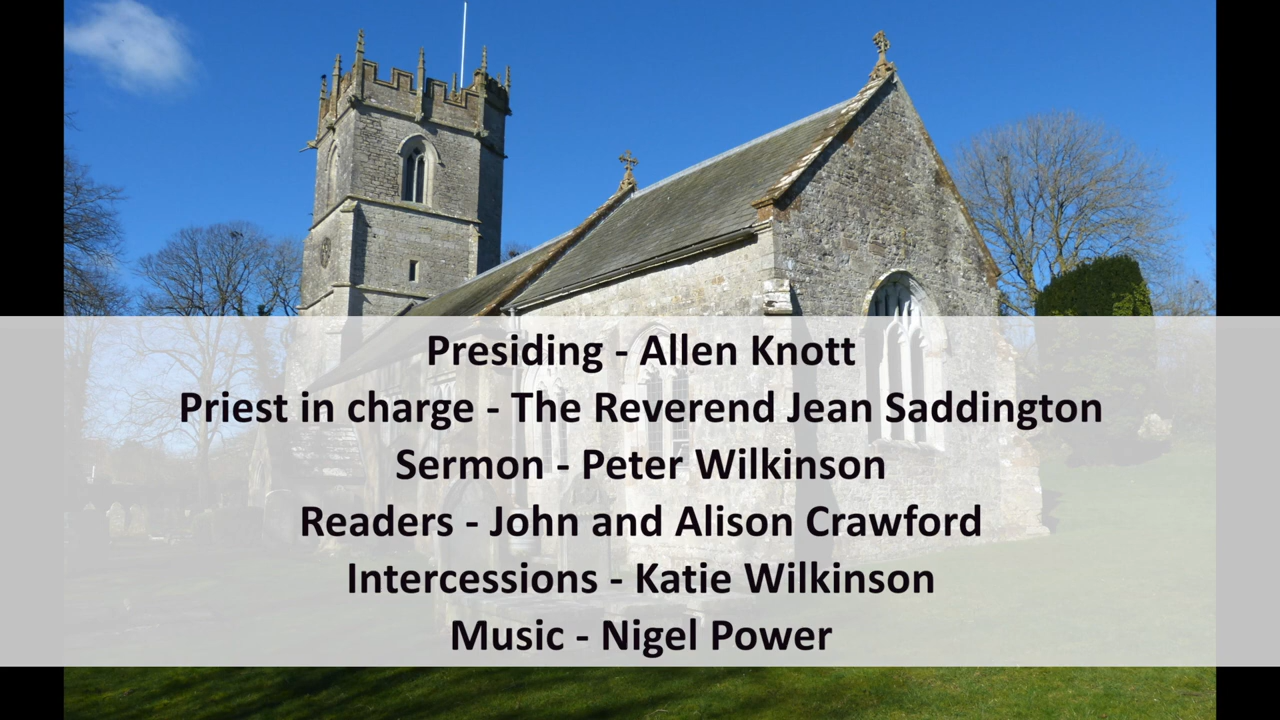 Presiding - Allen Knott
Priest in charge - The Reverend Jean Saddington
Sermon - Peter Wilkinson
Readers - John and Alison Crawford
Intercessions - Katie Wilkinson
Music - Nigel Power